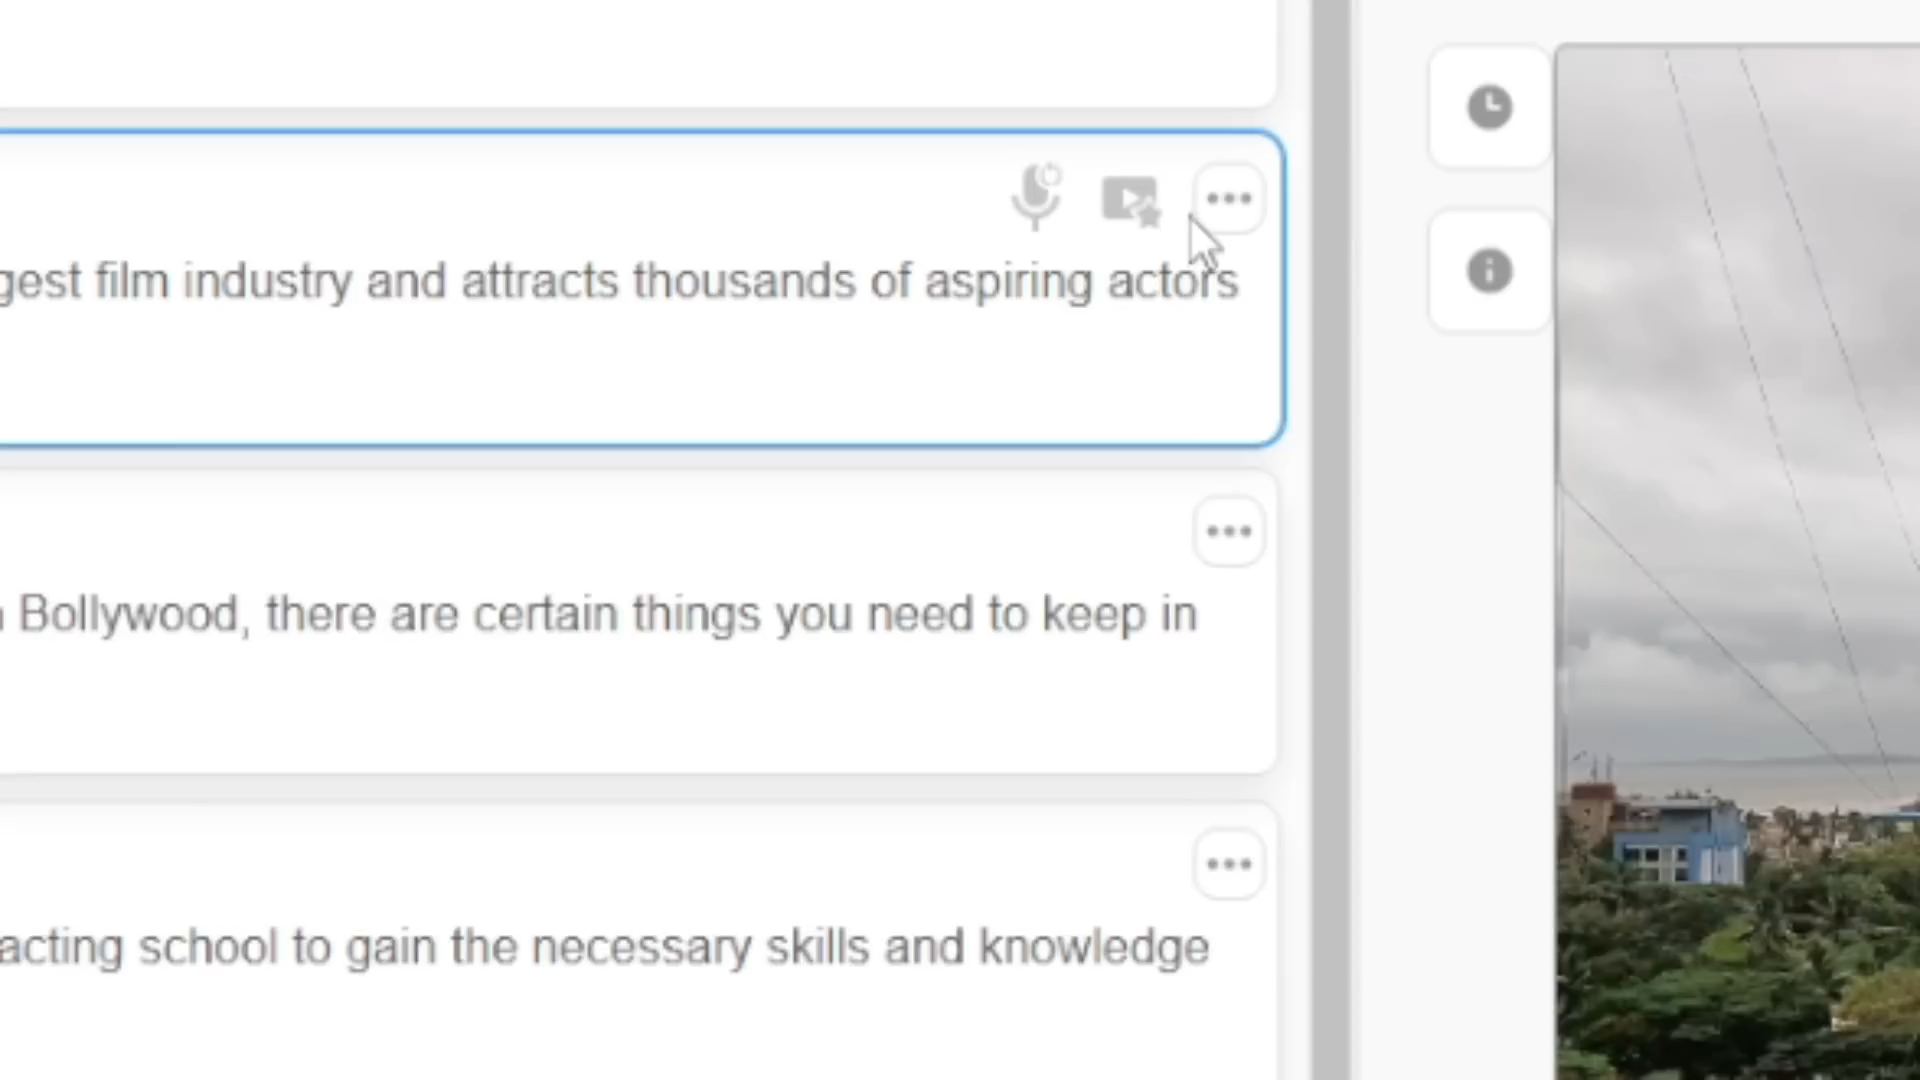 film industry and attracts thousands of aspiring actors
Bollywood, there are certain things you need to keep in
acting school to gain the necessary skills and knowledge